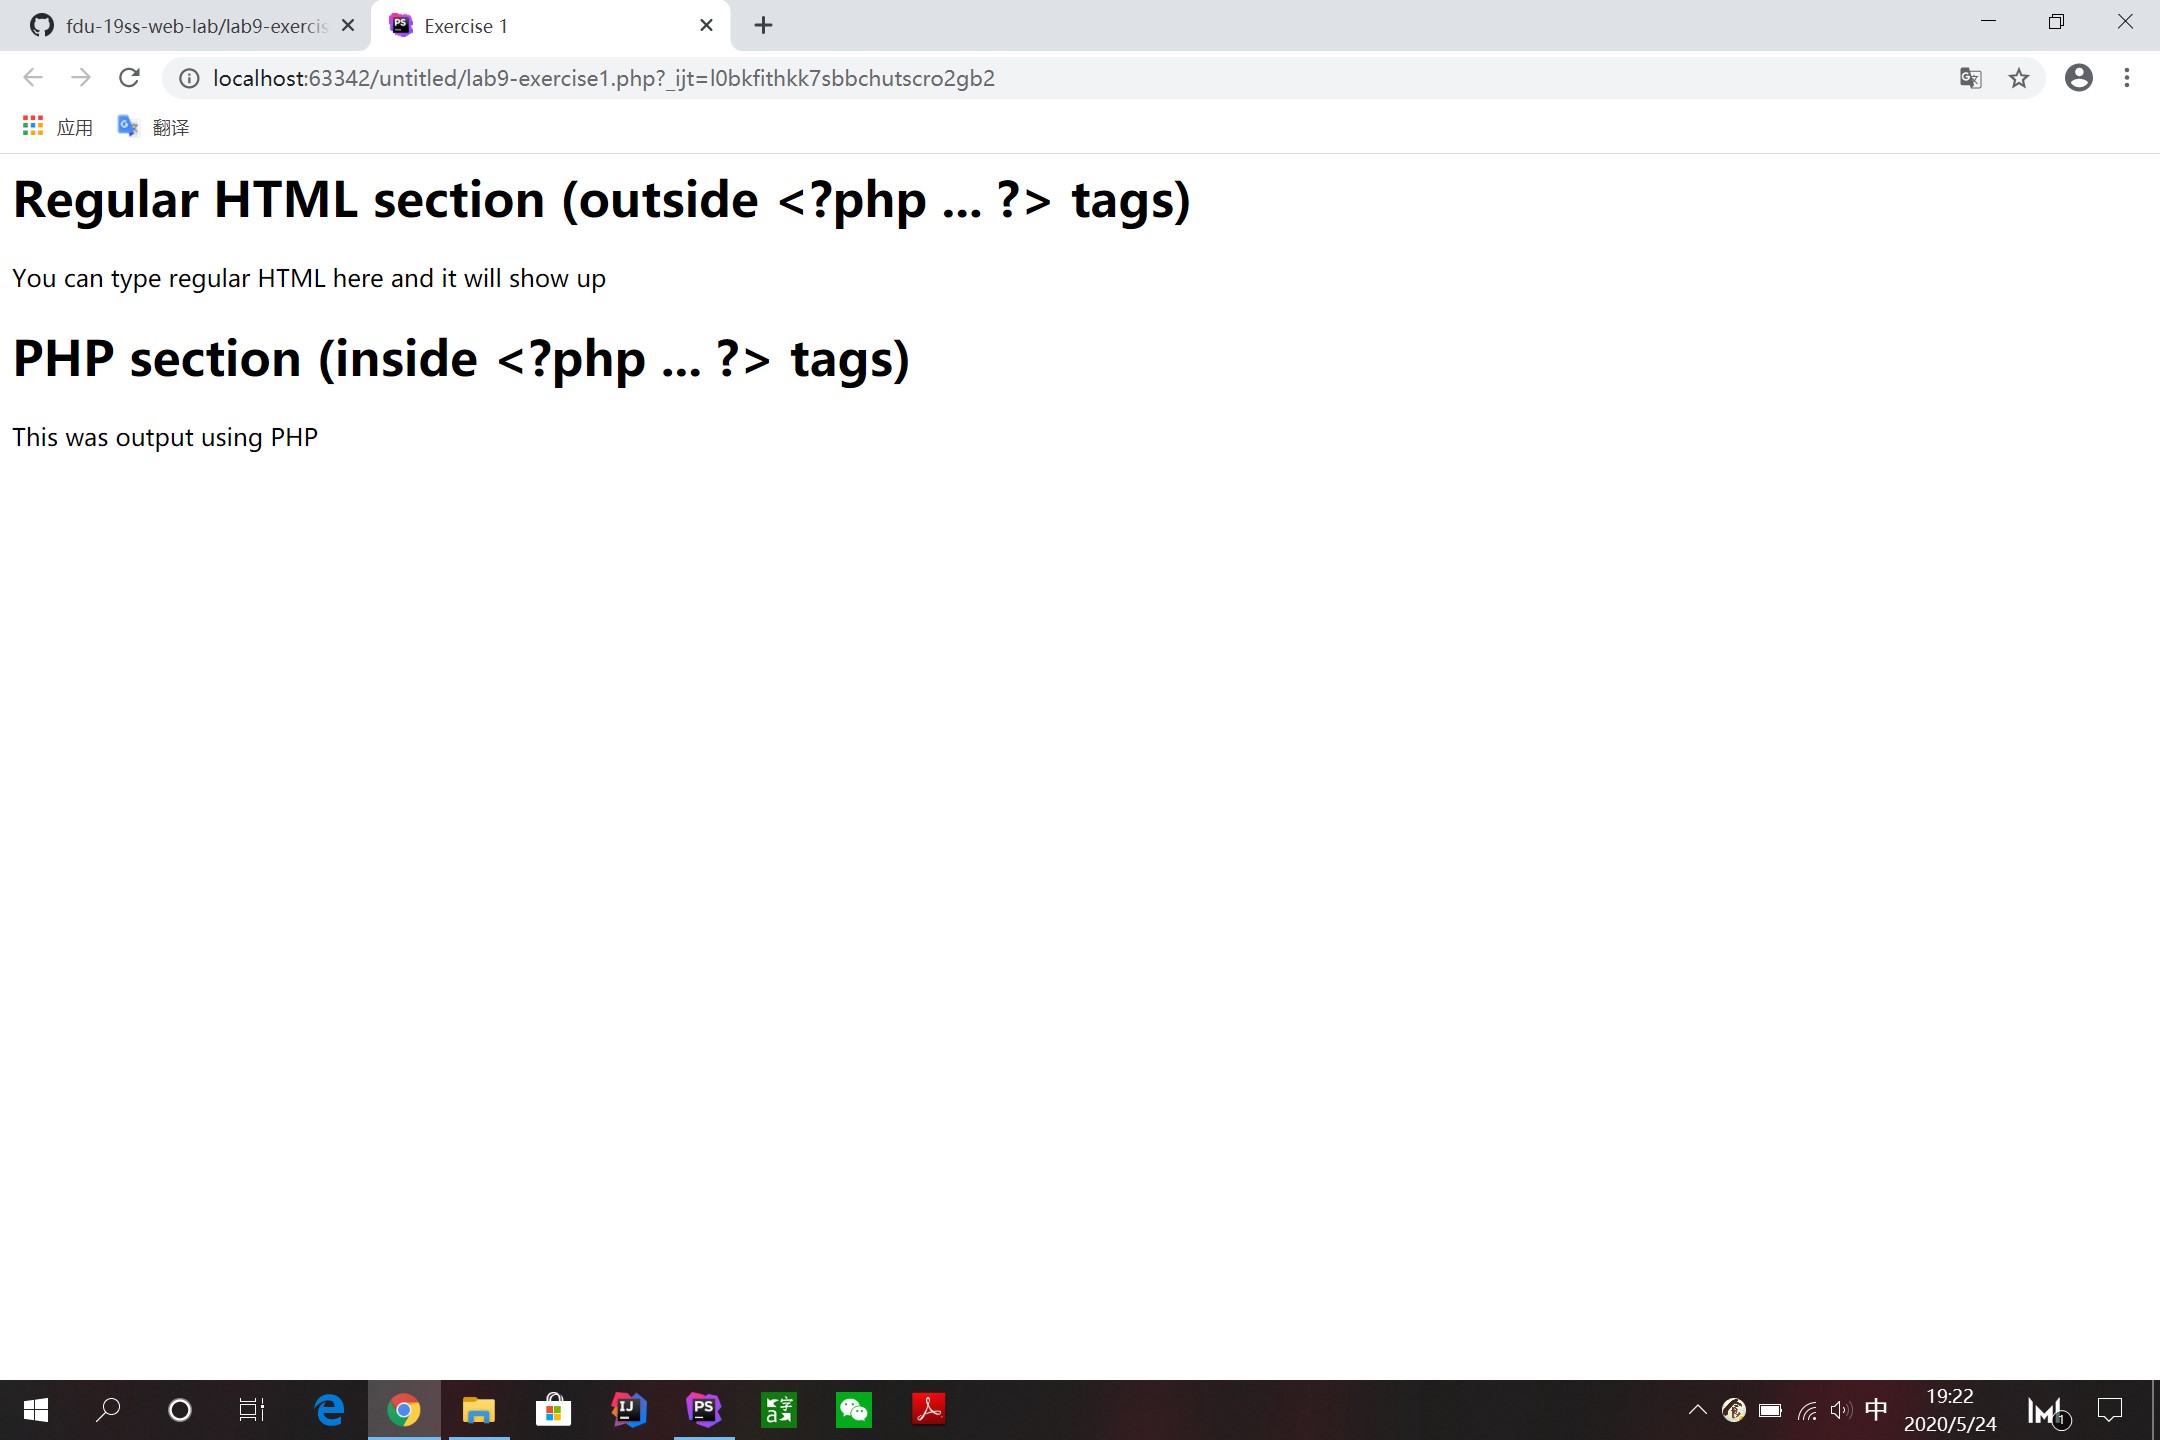 fdu-19ss-web-lab/lab9-exercis
Exercise 1
localhost:63342/untitled/lab9-exercise1.php?_ijt=l0bkfithkk7sbbchutscro2gb2
应用 翻译
Regular HTML section (outside <?php ... ?> tags)
You can type regular HTML here and it will show up
PHP section (inside <?php ... ?> tags)
This was output using PHP
中
19:22
2020/5/24